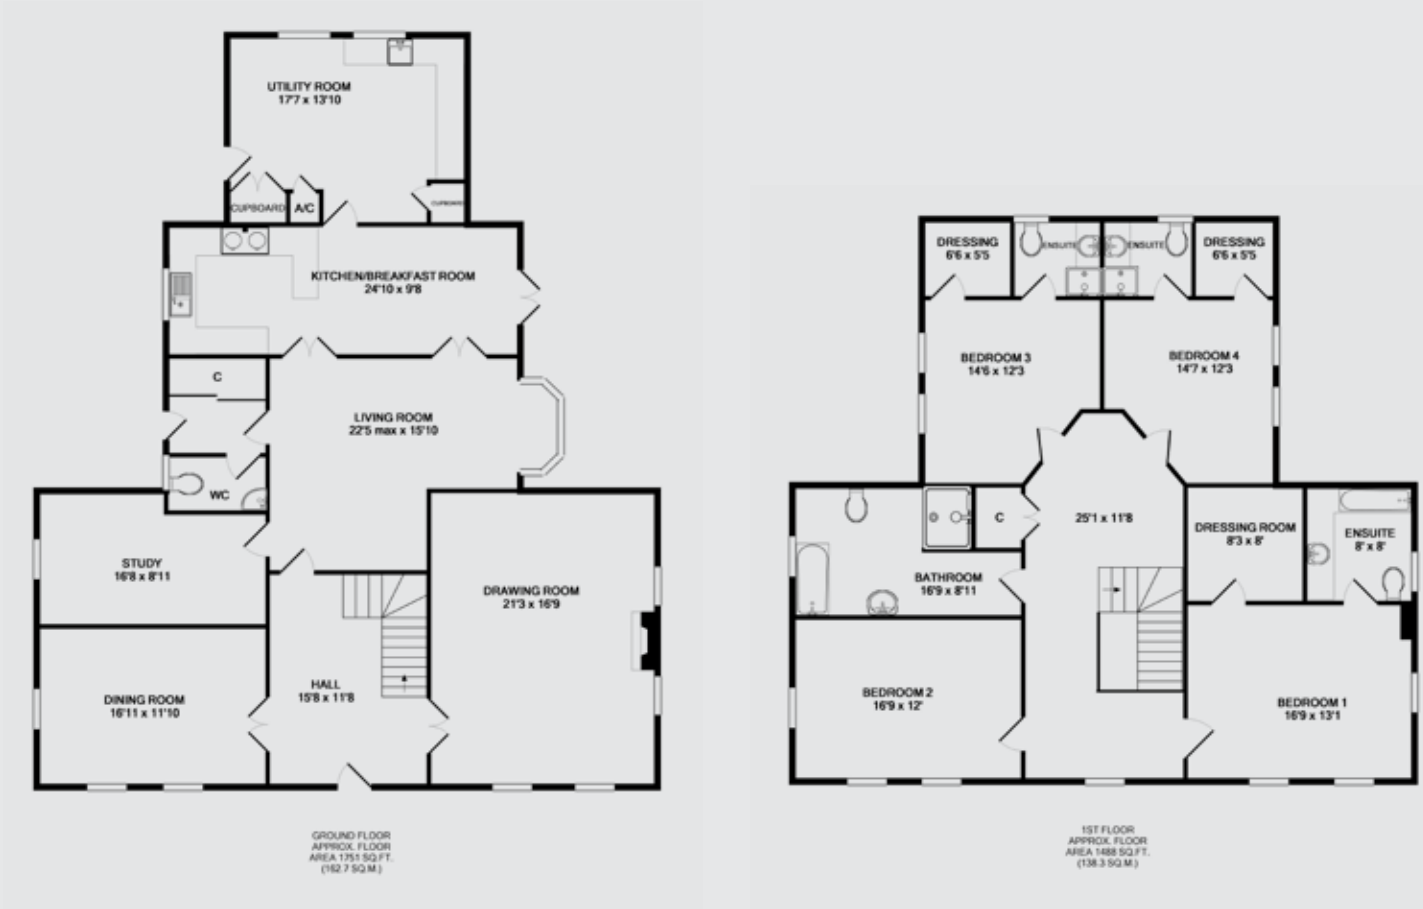 UTILITY ROOM
17'7 x 13'10
CUPBOARD
A/C
CUPBOARD
KITCHEN/BREAKFAST ROOM
24'10 x 9'8
C
LIVING ROOM
22'5 max x 15'10
WC
STUDY
16'8 x 8'11
DRAWING ROOM
21'3 x 16'9
HALL
15'8 x 11'8
DINING ROOM
16'11 x 11'10
GROUND FLOOR
APPROX. FLOOR
AREA 1751 SQ.FT.
(162.7 SQ.M.)
DRESSING
6'6 x 5'5
ENSUITE
ENSUITE
DRESSING
6'6 x 5'5
BEDROOM 3
14'6 x 12'3
BEDROOM 4
14'7 x 12'3
C
25'1 x 11'8
DRESSING ROOM
8'3 x 8'
ENSUITE
8' x 8'
BATHROOM
16'9 x 8'11
BEDROOM 2
16'9 x 12'
BEDROOM 1
16'9 x 13'1
1ST FLOOR
APPROX. FLOOR
AREA 1488 SQ.FT.
(138.3 SQ.M.)